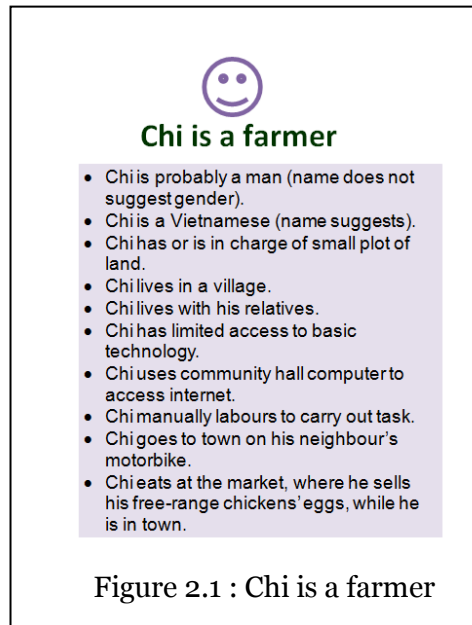 Chi is a farmer
• Chi is probably a man (name does not
suggest gender).
• Chi is a Vietnamese (name suggests).
• Chi has or is in charge of small plot of
land.
• Chi lives in a village.
• Chi lives with his relatives.
• Chi has limited access to basic
technology.
• Chi uses community hall computer to
access internet.
• Chi manually labours to carry out task.
• Chi goes to town on his neighbour's
motorbike.
• Chi eats at the market, where he sells
his free-range chickens' eggs, while he
is in town.
Figure 2.1 : Chi is a farmer